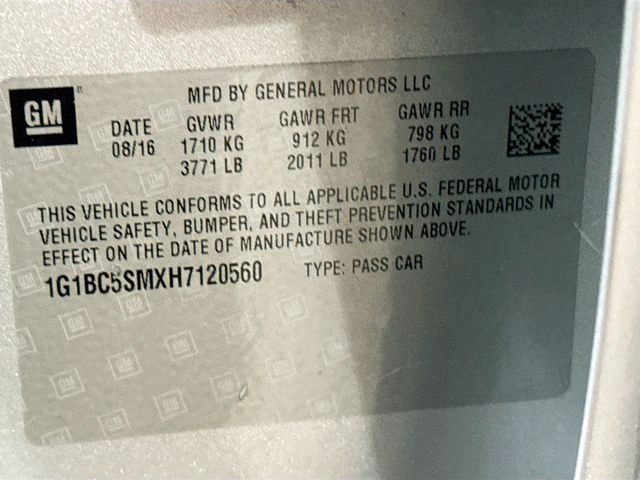 MFD BY GENERAL MOTORS LLC
GM
DATE GVWR GAWR FRT GAWR RR
08/16 1710 KG 912 KG 798 KG
3771 LB 2011 LB 1760 LB
THIS VEHICLE CONFORMS TO ALL APPLICABLE U.S. FEDERAL MOTOR
VEHICLE SAFETY, BUMPER, AND THEFT PREVENTION STANDARDS IN
EFFECT ON THE DATE OF MANUFACTURE SHOWN ABOVE.
1G1BC5SMXH7120560 TYPE: PASS CAR